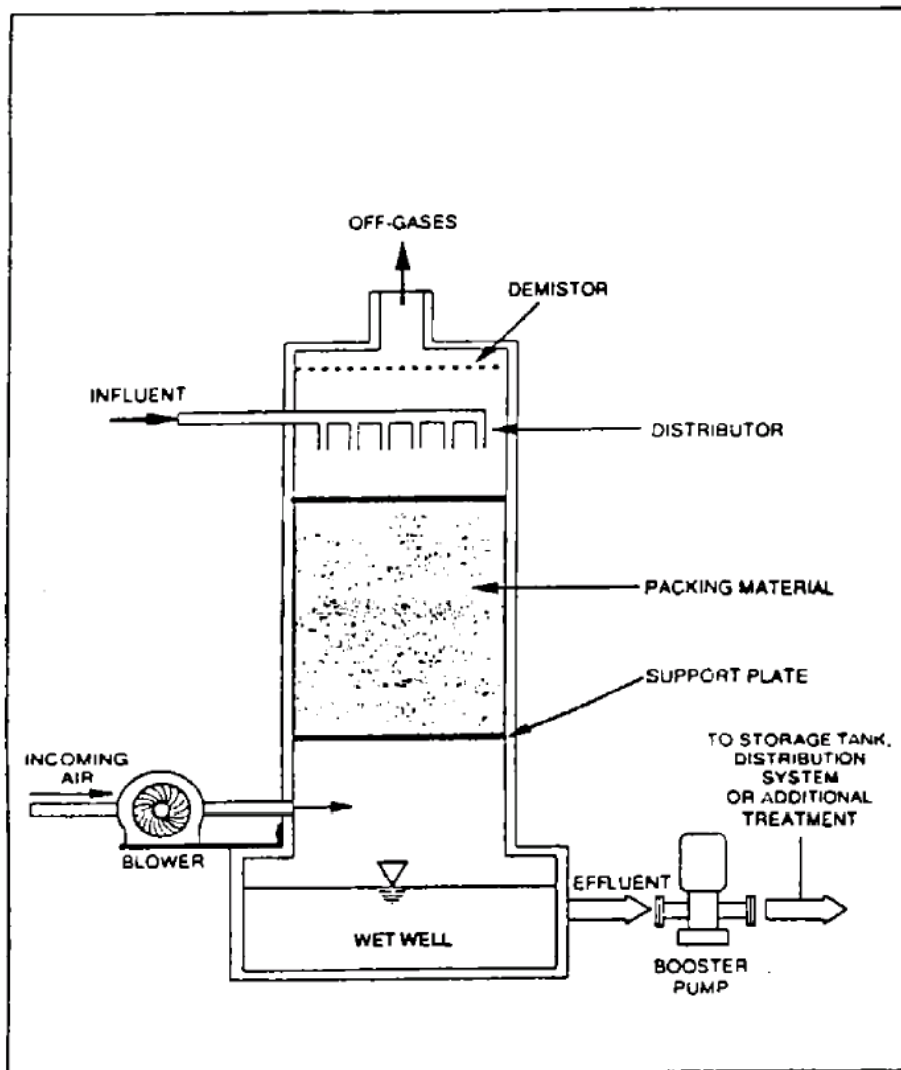 OFF-GASES
DEMISTOR
INFLUENT
DISTRIBUTOR
PACKING MATERIAL
SUPPORT PLATE
TO STORAGE TANK,
DISTRIBUTION
SYSTEM
OR ADDITIONAL
TREATMENT
INCOMING
AIR
BLOWER
EFFLUENT
WET WELL
BOOSTER
PUMP